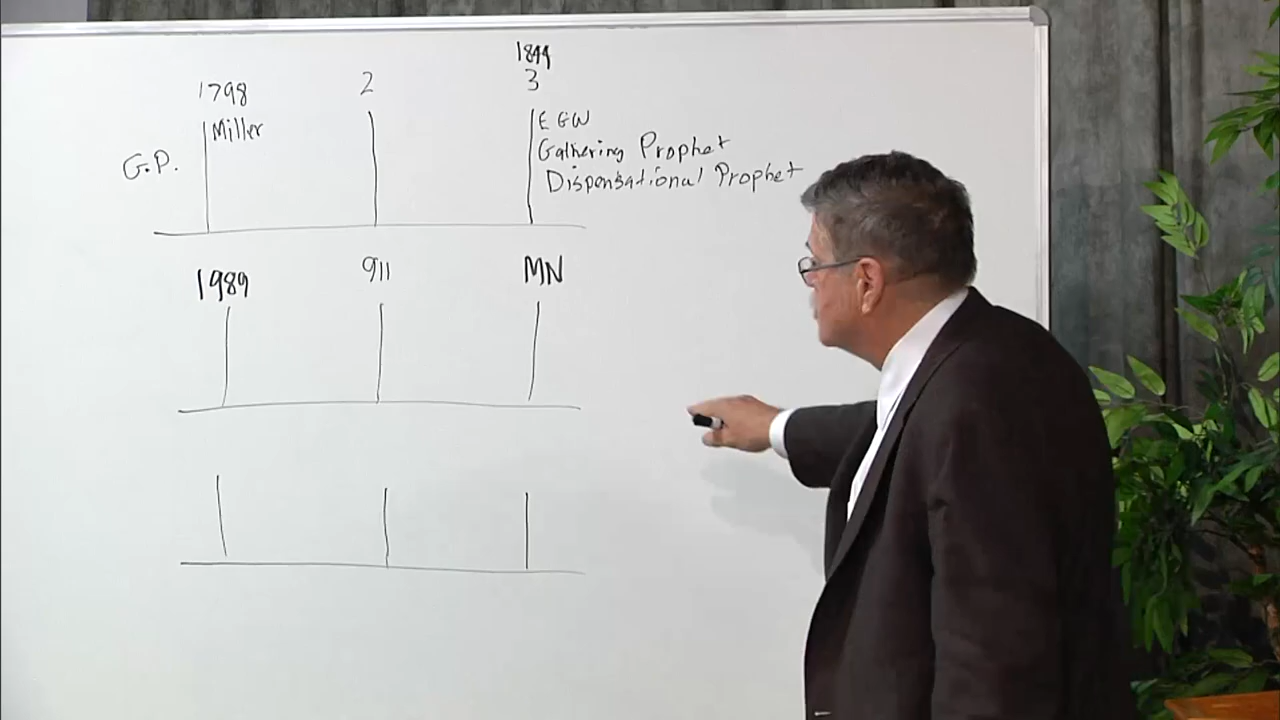 1844
1798 2 3
Miller EGW
G.P. Gathering Prophet
Dispensational Prophet
1989 911 MN